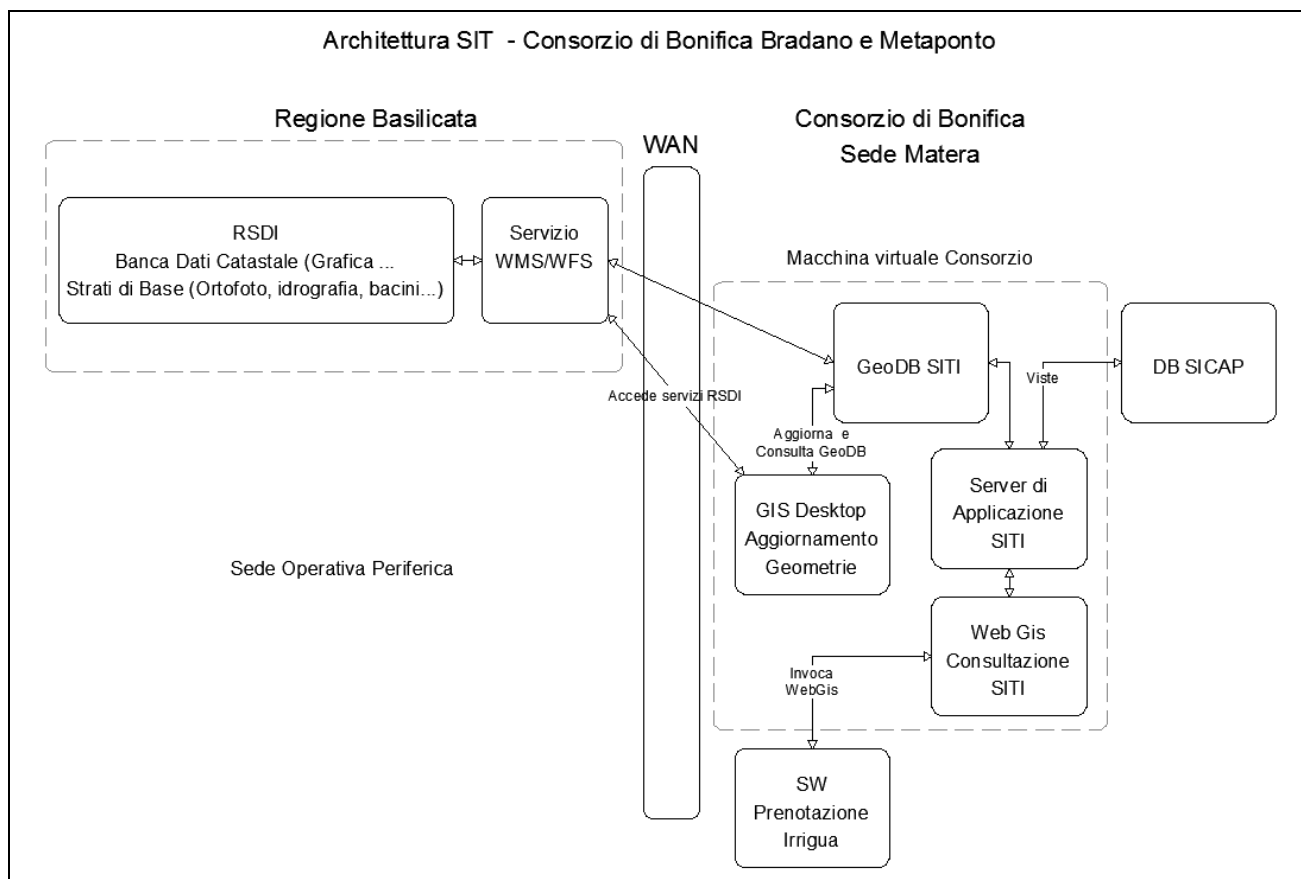 Architettura SIT - Consorzio di Bonifica Bradano e Metaponto
Regione Basilicata
WAN
Consorzio di Bonifica
Sede Matera
RSDI
Banca Dati Catastale (Grafica ...
Strati di Base (Ortofoto, idrografia, bacini...)
Servizio
WMS/WFS
Macchina virtuale Consorzio
GeoDB SITI
Viste
DB SICAP
Accede servizi RSDI
Aggiorna e
Consulta GeoDB
GIS Desktop
Aggiornamento
Geometrie
Server di
Applicazione
SITI
Sede Operativa Periferica
Web Gis
Consultazione
SITI
Invoca
WebGis
SW
Prenotazione
Irrigua